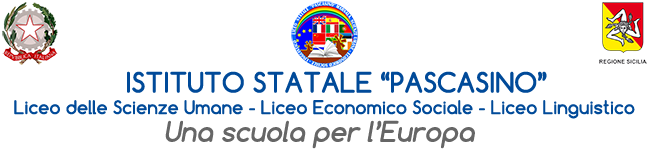 REGIONE SICILIA
ISTITUTO STATALE “PASCASINO”
Liceo delle Scienze Umane - Liceo Economico Sociale - Liceo Linguistico
Una scuola per l'Europa